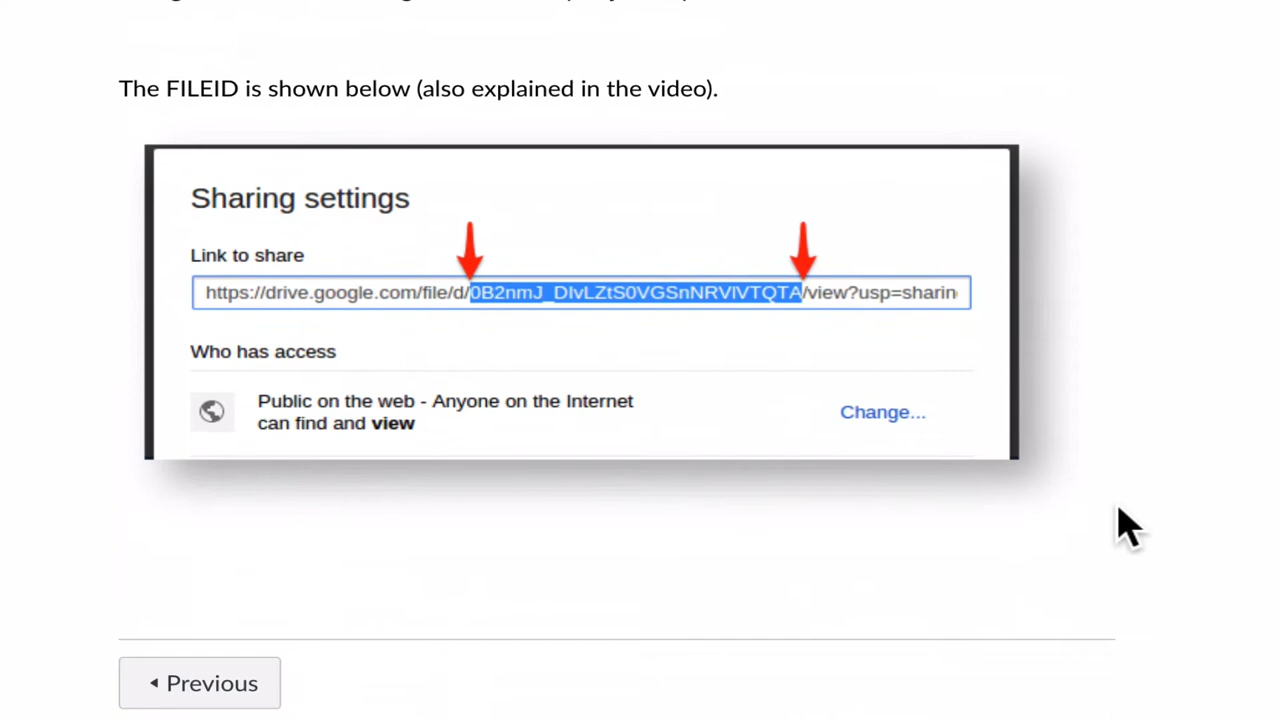 The FILEID is shown below (also explained in the video).
Sharing settings
Link to share
https://drive.google.com/file/d/0B2nmJ_DIvLZtS0VGSnNRVlVTQTA/view?usp=sharin
Who has access
Public on the web - Anyone on the Internet
can find and view
Change...
Previous